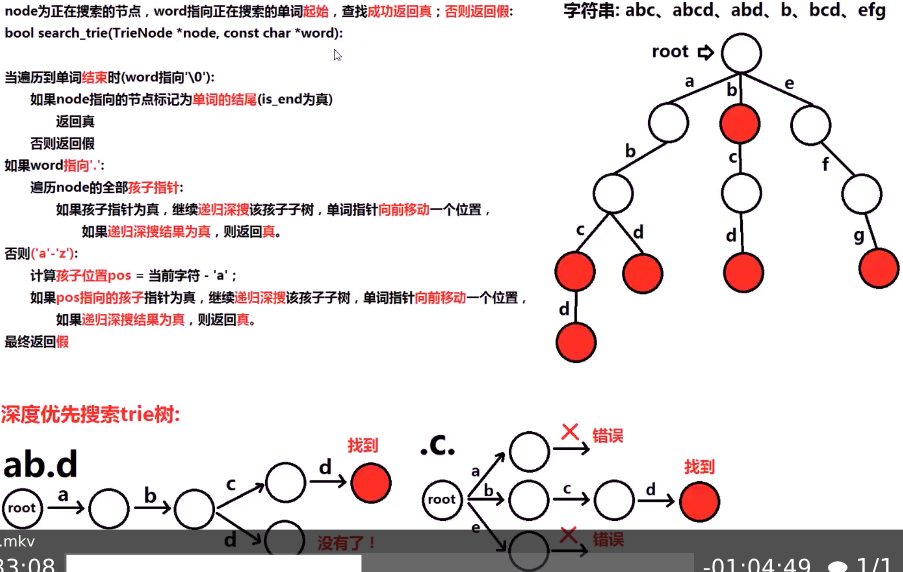 node为正在搜索的节点，word指向正在搜索的单词起始，查找成功返回真；否则返回假:
bool search_trie(TrieNode *node, const char *word):
当遍历到单词结束时(word指向'\0'):
如果node指向的节点标记为单词的结尾(is_end为真)
返回真
否则返回假
如果word指向'.':
遍历node的全部孩子指针:
如果孩子指针为真，继续递归深搜该孩子子树，单词指针向前移动一个位置，
如果递归深搜结果为真，则返回真。
否则('a'-'z'):
计算孩子位置pos = 当前字符 - 'a'；
如果pos指向的孩子指针为真，继续递归深搜该孩子子树，单词指针向前移动一个位置，
如果递归深搜结果为真，则返回真。
最终返回假
字符串: abc、abcd、abd、b、bcd、efg
root
a
b
e
b
c
f
c
d
d
g
d
深度优先搜索trie树:
ab.d
root
a
b
c
d
找到
d
没有了！
.c.
root
a
错误
b
c
d
找到
e
错误
.mkv
33:08
-01:04:49
1/1